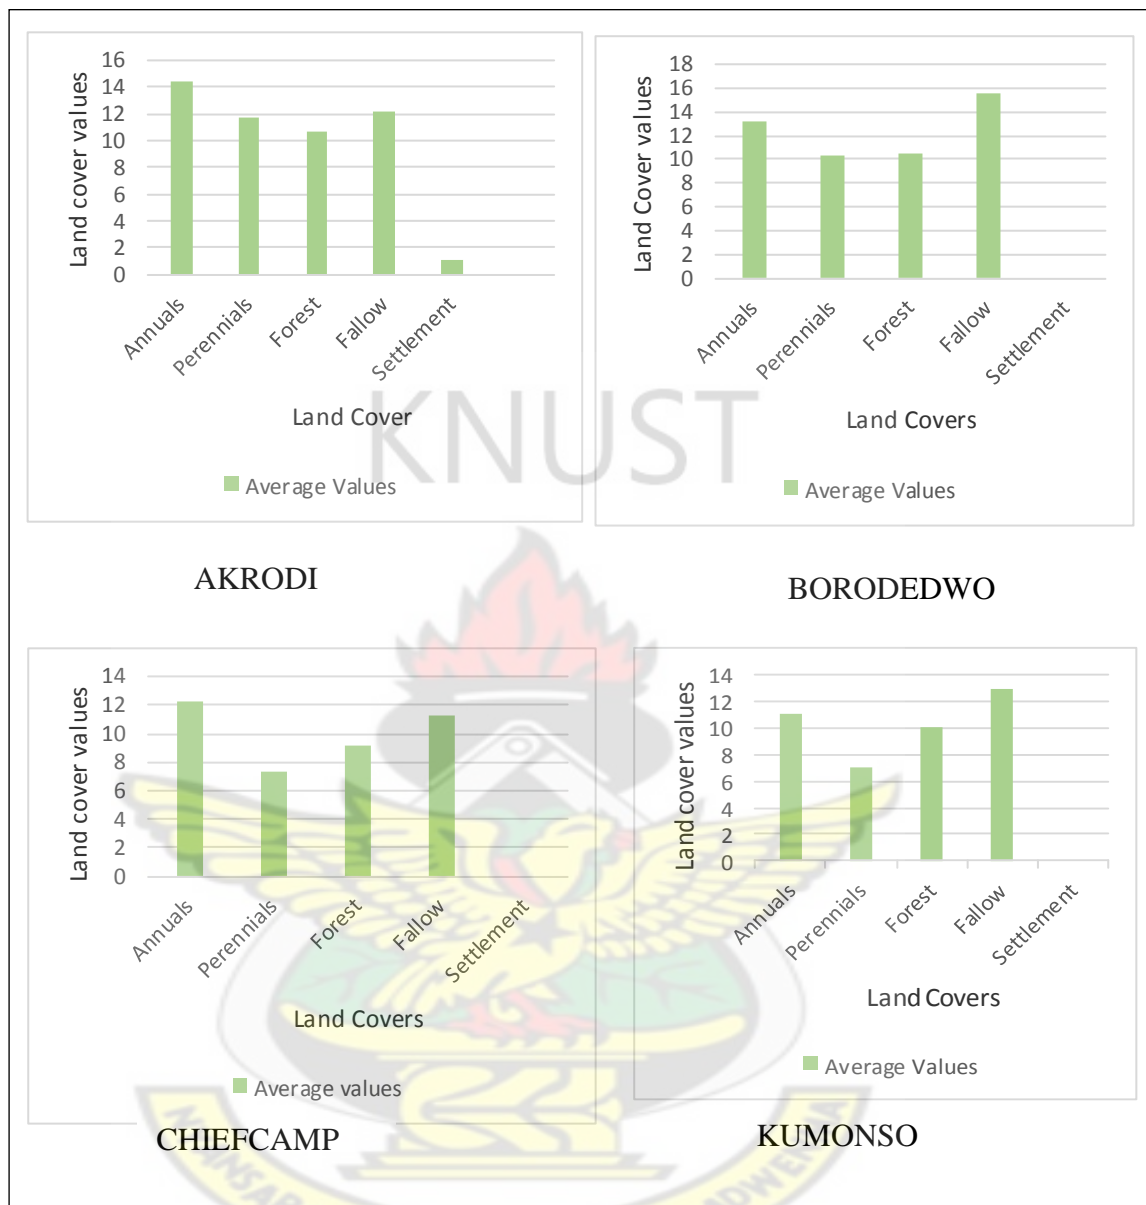 Land cover values
16
14
12
10
8
6
4
2
0
Annuals
Perennials
Forest
Fallow
Settlement
Land Cover
Average Values
AKRODI
Land Cover values
18
16
14
12
10
8
6
4
2
0
Annuals
Perennials
Forest
Fallow
Settlement
Land Covers
Average Values
BORODEDWO
KNUST
Land cover values
14
12
10
8
6
4
2
0
Annuals
Perennials
Forest
Fallow
Settlement
Land Covers
Average values
CHIEFCAMP
Land cover values
14
12
10
8
6
4
2
0
Annuals
Perennials
Forest
Fallow
Settlement
Land Covers
Average Values
KUMONSO